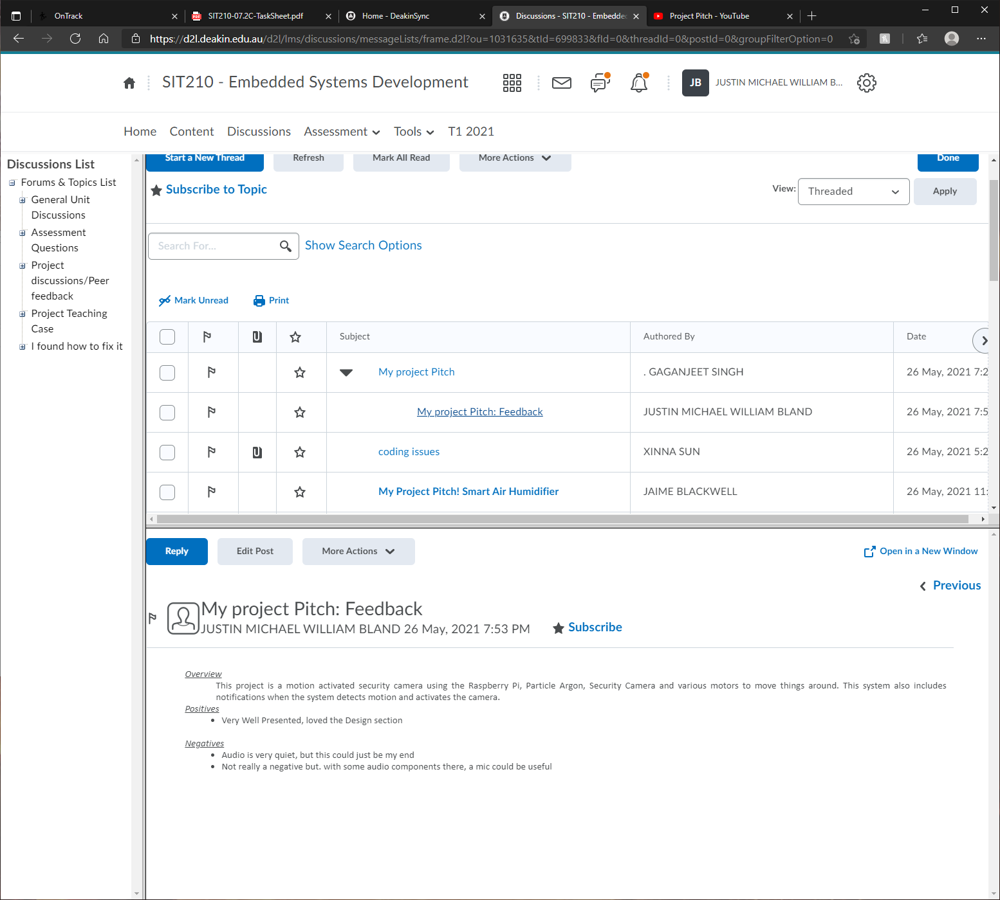 OnTrack
SIT210-07.2C-TaskSheet.pdf
Home - DeakinSync
Discussions - SIT210 - Embedded
Project Pitch - YouTube
https://d2l.deakin.edu.au/d2l/lms/discussions/messageLists/frame.d2l?ou=1031635&tId=699833&fId=0&threadId=0&postId=0&groupFilterOption=0
SIT210 - Embedded Systems Development
JB
JUSTIN MICHAEL WILLIAM B...
Home
Content
Discussions
Assessment
Tools
T1 2021
Discussions List
Forums & Topics List
General Unit
Discussions
Assessment
Questions
Project
discussions/Peer
feedback
Project Teaching
Case
I found how to fix it
Start a New Thread
Refresh
Mark All Read
More Actions
Done
Subscribe to Topic
View:
Threaded
Apply
Search For...
Show Search Options
Mark Unread
Print
Subject
Authored By
Date
My project Pitch
. GAGANJEET SINGH
26 May, 2021 7:2
My project Pitch: Feedback
JUSTIN MICHAEL WILLIAM BLAND
26 May, 2021 7:5
coding issues
XINNA SUN
26 May, 2021 5:2
My Project Pitch! Smart Air Humidifier
JAIME BLACKWELL
26 May, 2021 11:
Reply
Edit Post
More Actions
Open in a New Window
Previous
My project Pitch: Feedback
JUSTIN MICHAEL WILLIAM BLAND 26 May, 2021 7:53 PM
Subscribe
Overview
This project is a motion activated security camera using the Raspberry Pi, Particle Argon, Security Camera and various motors to move things around. This system also includes
notifications when the system detects motion and activates the camera.
Positives
• Very Well Presented, loved the Design section
Negatives
• Audio is very quiet, but this could just be my end
• Not really a negative but. with some audio components there, a mic could be useful